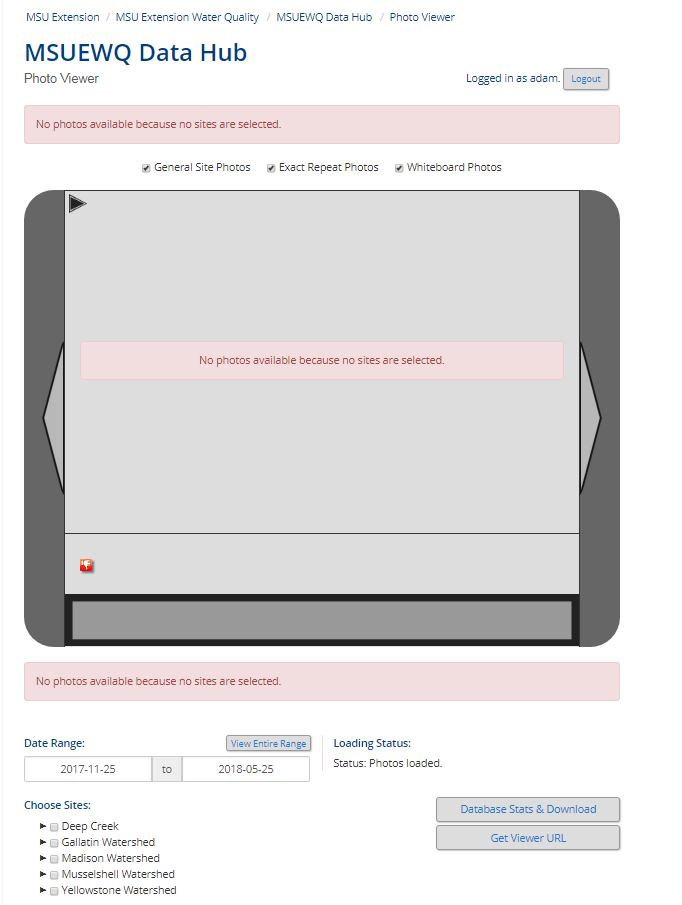 MSU Extension / MSU Extension Water Quality / MSUEWQ Data Hub / Photo Viewer
MSUEWQ Data Hub
Photo Viewer
Logged in as adam. Logout
No photos available because no sites are selected.
General Site Photos Exact Repeat Photos Whiteboard Photos
No photos available because no sites are selected.
No photos available because no sites are selected.
Date Range: View Entire Range
2017-11-25 to 2018-05-25
Loading Status:
Status: Photos loaded.
Choose Sites:
Deep Creek
Gallatin Watershed
Madison Watershed
Musselshell Watershed
Yellowstone Watershed
Database Stats & Download
Get Viewer URL